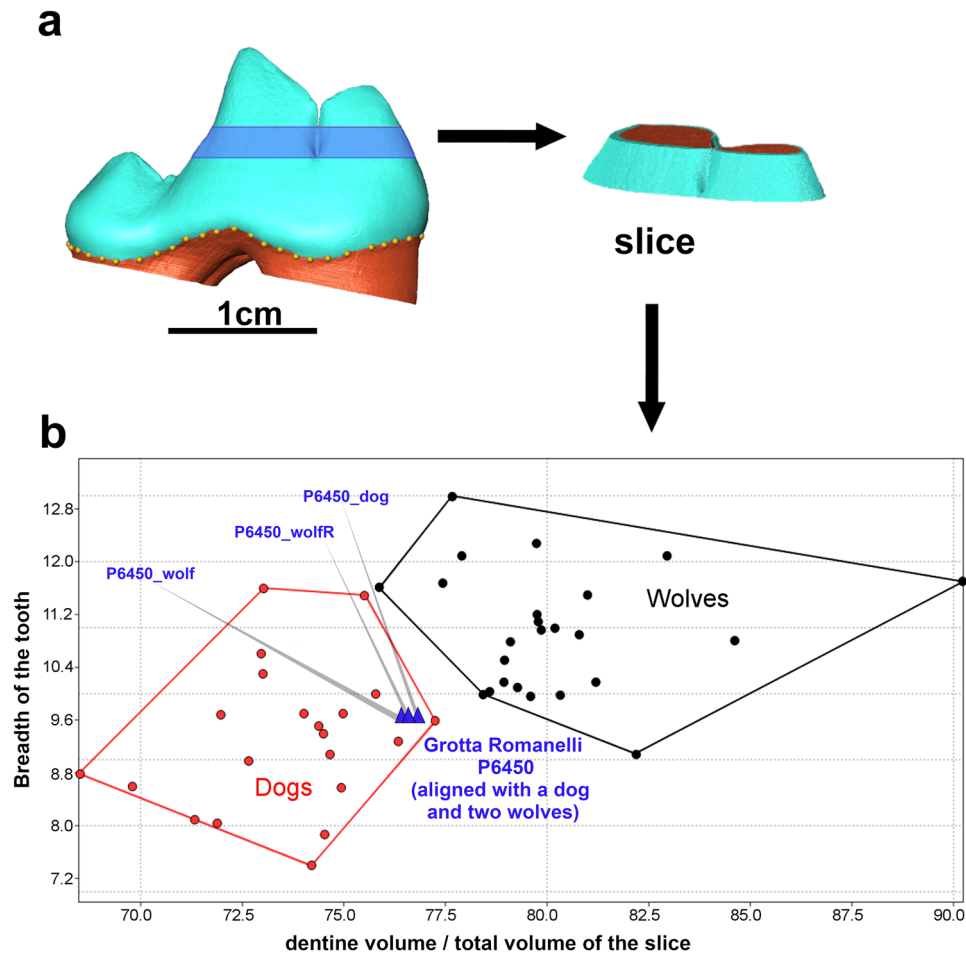 a
1cm
slice
b
P6450_dog
P6450_wolfR
P6450_wolf
Wolves
Dogs
Grotta Romanelli
P6450
(aligned with a dog
and two wolves)
Breadth of the tooth
12.8
12.0
11.2
10.4
9.6
8.8
8.0
7.2
70.0 72.5 75.0 77.5 80.0 82.5 85.0 87.5 90.0
dentine volume / total volume of the slice